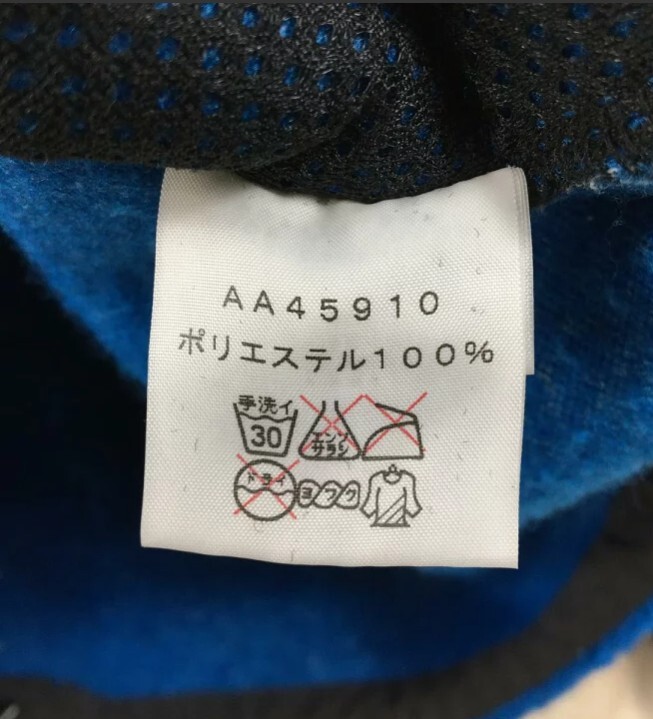 AA45910
ポリエステル100%
手洗イ
30
エンソ
サラシ
ドライ
ヨワク